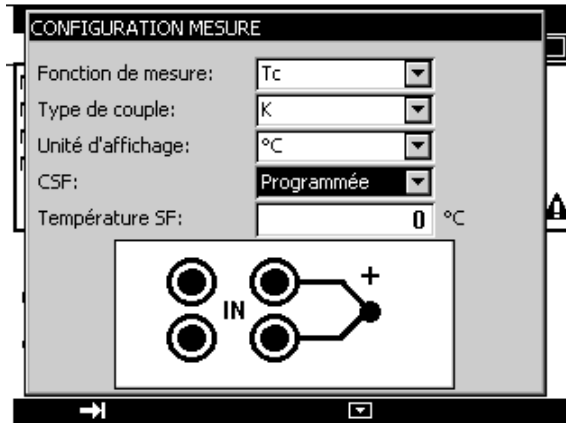 CONFIGURATION MESURE
Fonction de mesure: Tc
Type de couple: K
Unité d'affichage: °C
CSF: Programmée
Température SF: 0 °C
+
IN